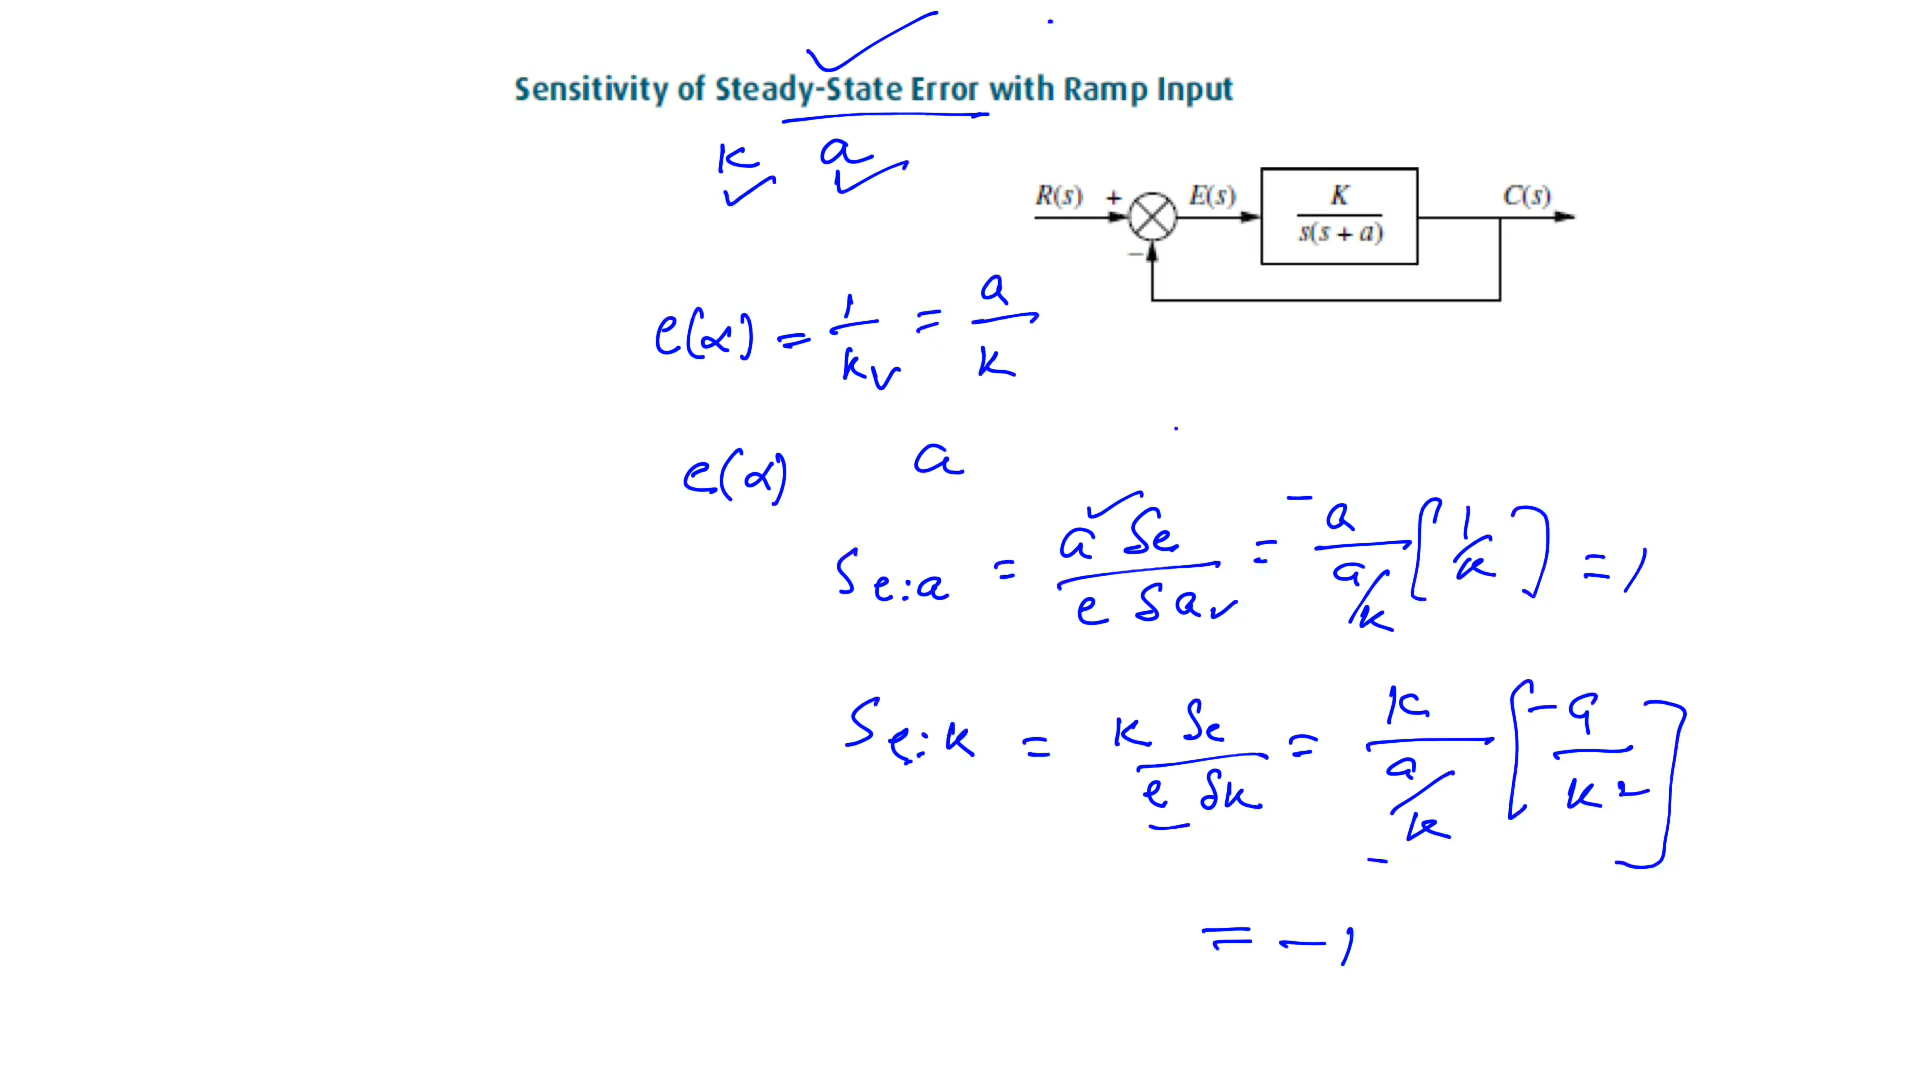 Sensitivity of Steady-State Error with Ramp Input
K a
R(s) + E(s) K / s(s + a) C(s)
−
e(α) = 1/Kv = a/K
e(α) a
Se:a = a δe / e δa = a / (a/K) [1/K] = 1
Se:K = K δe / e δK = K / (a/K) [−a/K²]
= −1